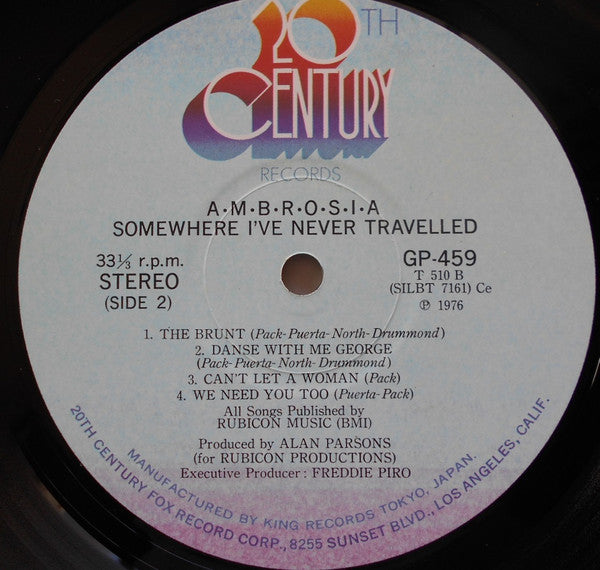 20TH
CENTURY
RECORDS
A·M·B·R·O·S·I·A
SOMEWHERE I'VE NEVER TRAVELLED
33⅓ r.p.m.
STEREO
(SIDE 2)
GP-459
T 510 B
(SILBT 7161) Ce
℗ 1976
1. THE BRUNT (Pack-Puerta-North-Drummond)
2. DANSE WITH ME GEORGE
(Pack-Puerta-North-Drummond)
3. CAN'T LET A WOMAN (Pack)
4. WE NEED YOU TOO (Puerta-Pack)
All Songs Published by
RUBICON MUSIC (BMI)
Produced by ALAN PARSONS
(for RUBICON PRODUCTIONS)
Executive Producer : FREDDIE PIRO
MANUFACTURED BY KING RECORDS TOKYO, JAPAN.
20TH CENTURY FOX RECORD CORP., 8255 SUNSET BLVD., LOS ANGELES, CALIF.